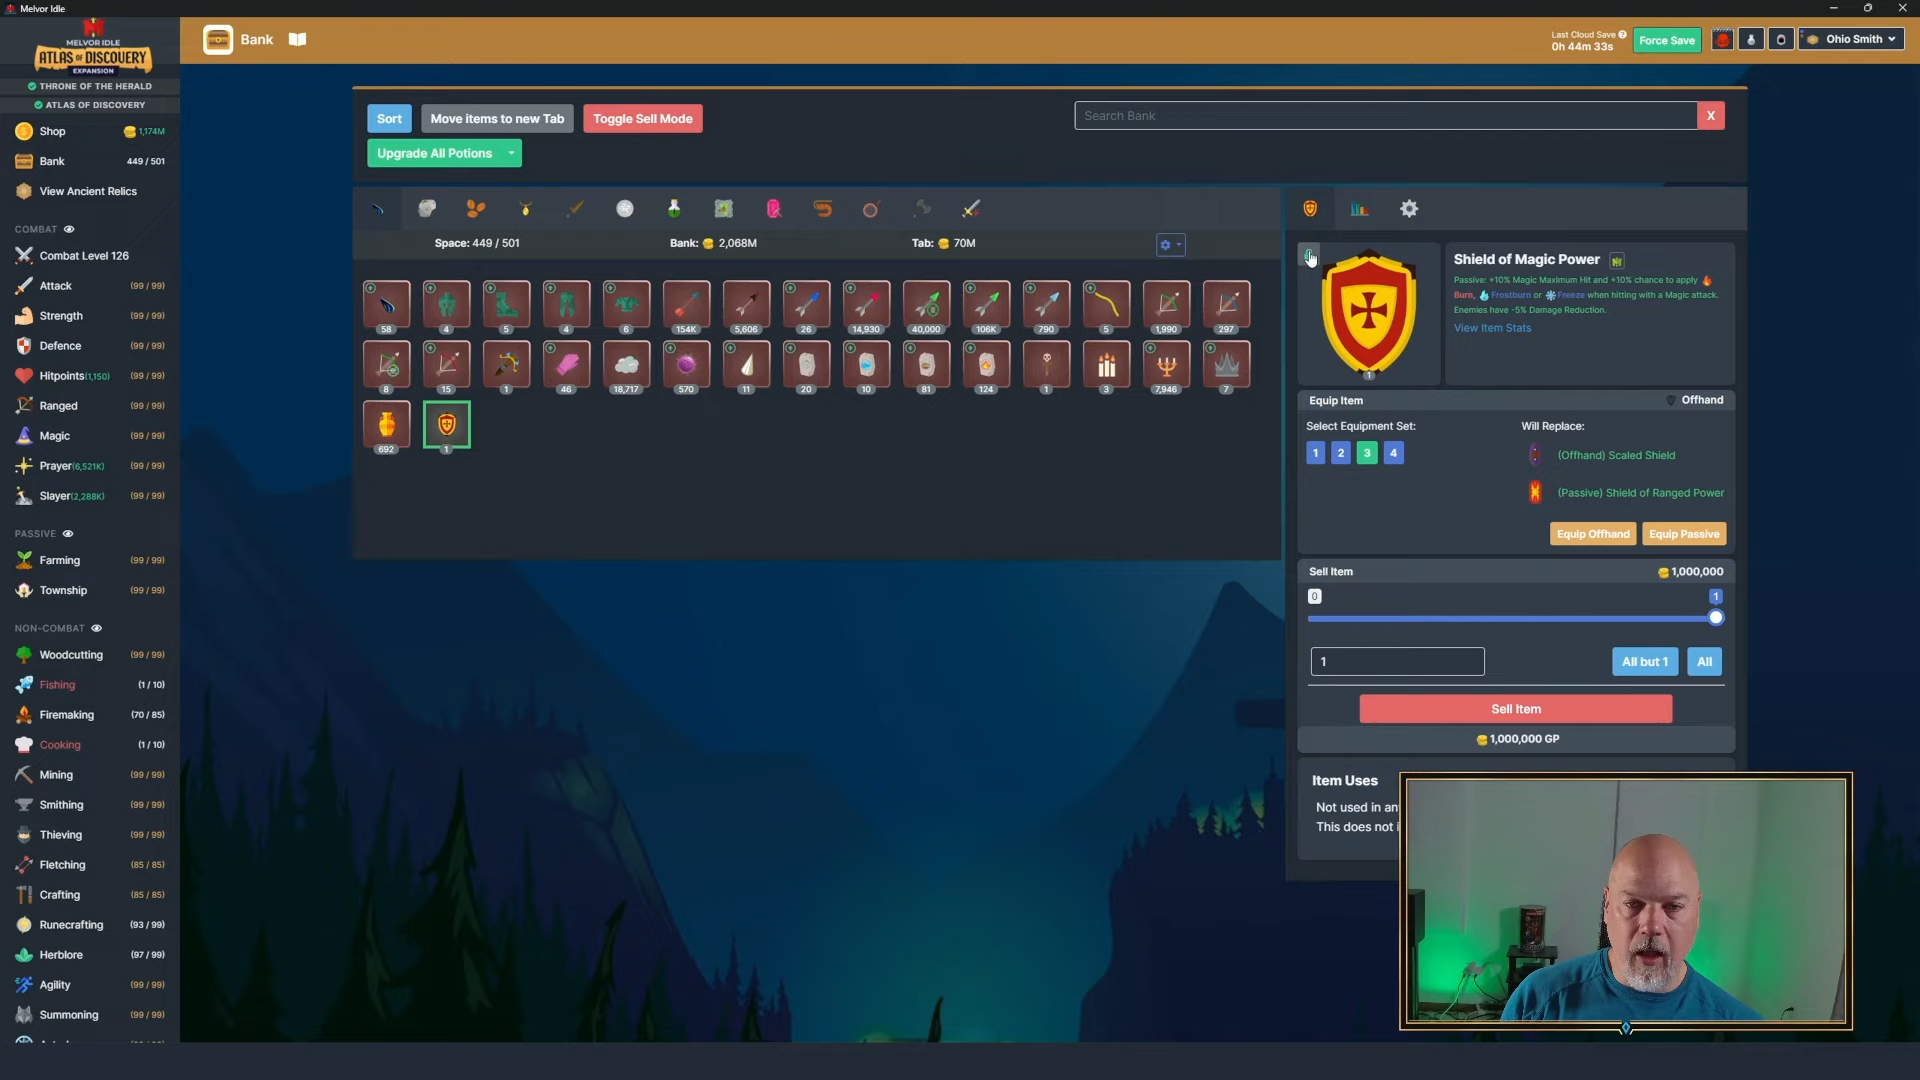 Melvor Idle
MELVOR IDLE
ATLAS OF DISCOVERY
EXPANSION
THRONE OF THE HERALD
ATLAS OF DISCOVERY
Shop 1,174M
Bank 449 / 501
View Ancient Relics
COMBAT
Combat Level 126
Attack (99 / 99)
Strength (99 / 99)
Defence (99 / 99)
Hitpoints(1,150) (99 / 99)
Ranged (99 / 99)
Magic (99 / 99)
Prayer(6,521K) (99 / 99)
Slayer(2,288K) (99 / 99)
PASSIVE
Farming (99 / 99)
Township (99 / 99)
NON-COMBAT
Woodcutting (99 / 99)
Fishing (1 / 10)
Firemaking (70 / 85)
Cooking (1 / 10)
Mining (99 / 99)
Smithing (99 / 99)
Thieving (99 / 99)
Fletching (85 / 85)
Crafting (85 / 85)
Runecrafting (93 / 99)
Herblore (97 / 99)
Agility (99 / 99)
Summoning (99 / 99)
Bank
Last Cloud Save
0h 44m 33s
Force Save
Ohio Smith
Sort
Move items to new Tab
Toggle Sell Mode
Search Bank
X
Upgrade All Potions
Space: 449 / 501 Bank: 2,068M Tab: 70M
58 4 5 4 6 154K 5,606 26 14,930 40,000 106K 790 5 1,990 297
8 15 1 46 18,717 570 11 20 10 81 124 1 3 7,946 7
692 1
1
Shield of Magic Power
Passive: +10% Magic Maximum Hit and +10% chance to apply
Burn, Frostburn or Freeze when hitting with a Magic attack.
Enemies have -5% Damage Reduction.
View Item Stats
Equip Item Offhand
Select Equipment Set: Will Replace:
1 2 3 4
(Offhand) Scaled Shield
(Passive) Shield of Ranged Power
Equip Offhand Equip Passive
Sell Item 1,000,000
0 1
1 All but 1 All
Sell Item
1,000,000 GP
Item Uses
Not used in
This does not